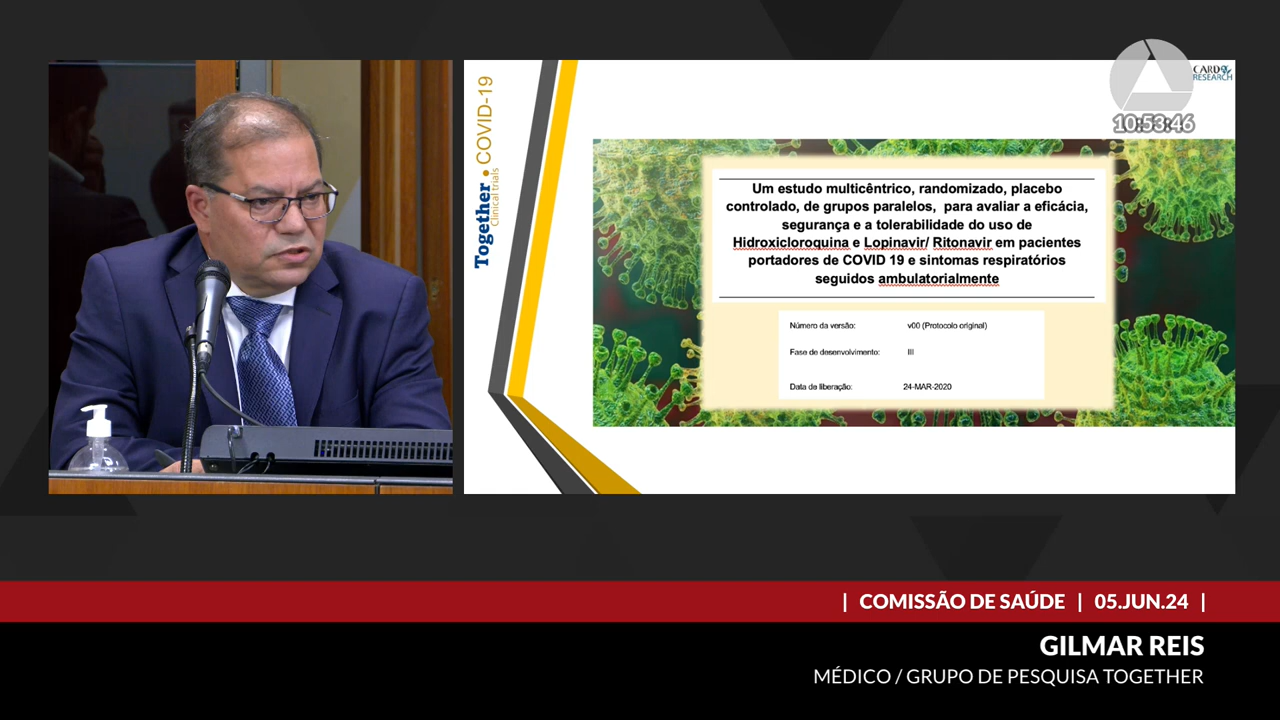 10:53:46
CARD
RESEARCH
Together
Clinical trials
COVID-19
Um estudo multicêntrico, randomizado, placebo
controlado, de grupos paralelos, para avaliar a eficácia,
segurança e a tolerabilidade do uso de
Hidroxicloroquina e Lopinavir/ Ritonavir em pacientes
portadores de COVID 19 e sintomas respiratórios
seguidos ambulatorialmente
Número da versão: v00 (Protocolo original)
Fase de desenvolvimento: III
Data de liberação: 24-MAR-2020
| COMISSÃO DE SAÚDE | 05.JUN.24 |
GILMAR REIS
MÉDICO / GRUPO DE PESQUISA TOGETHER